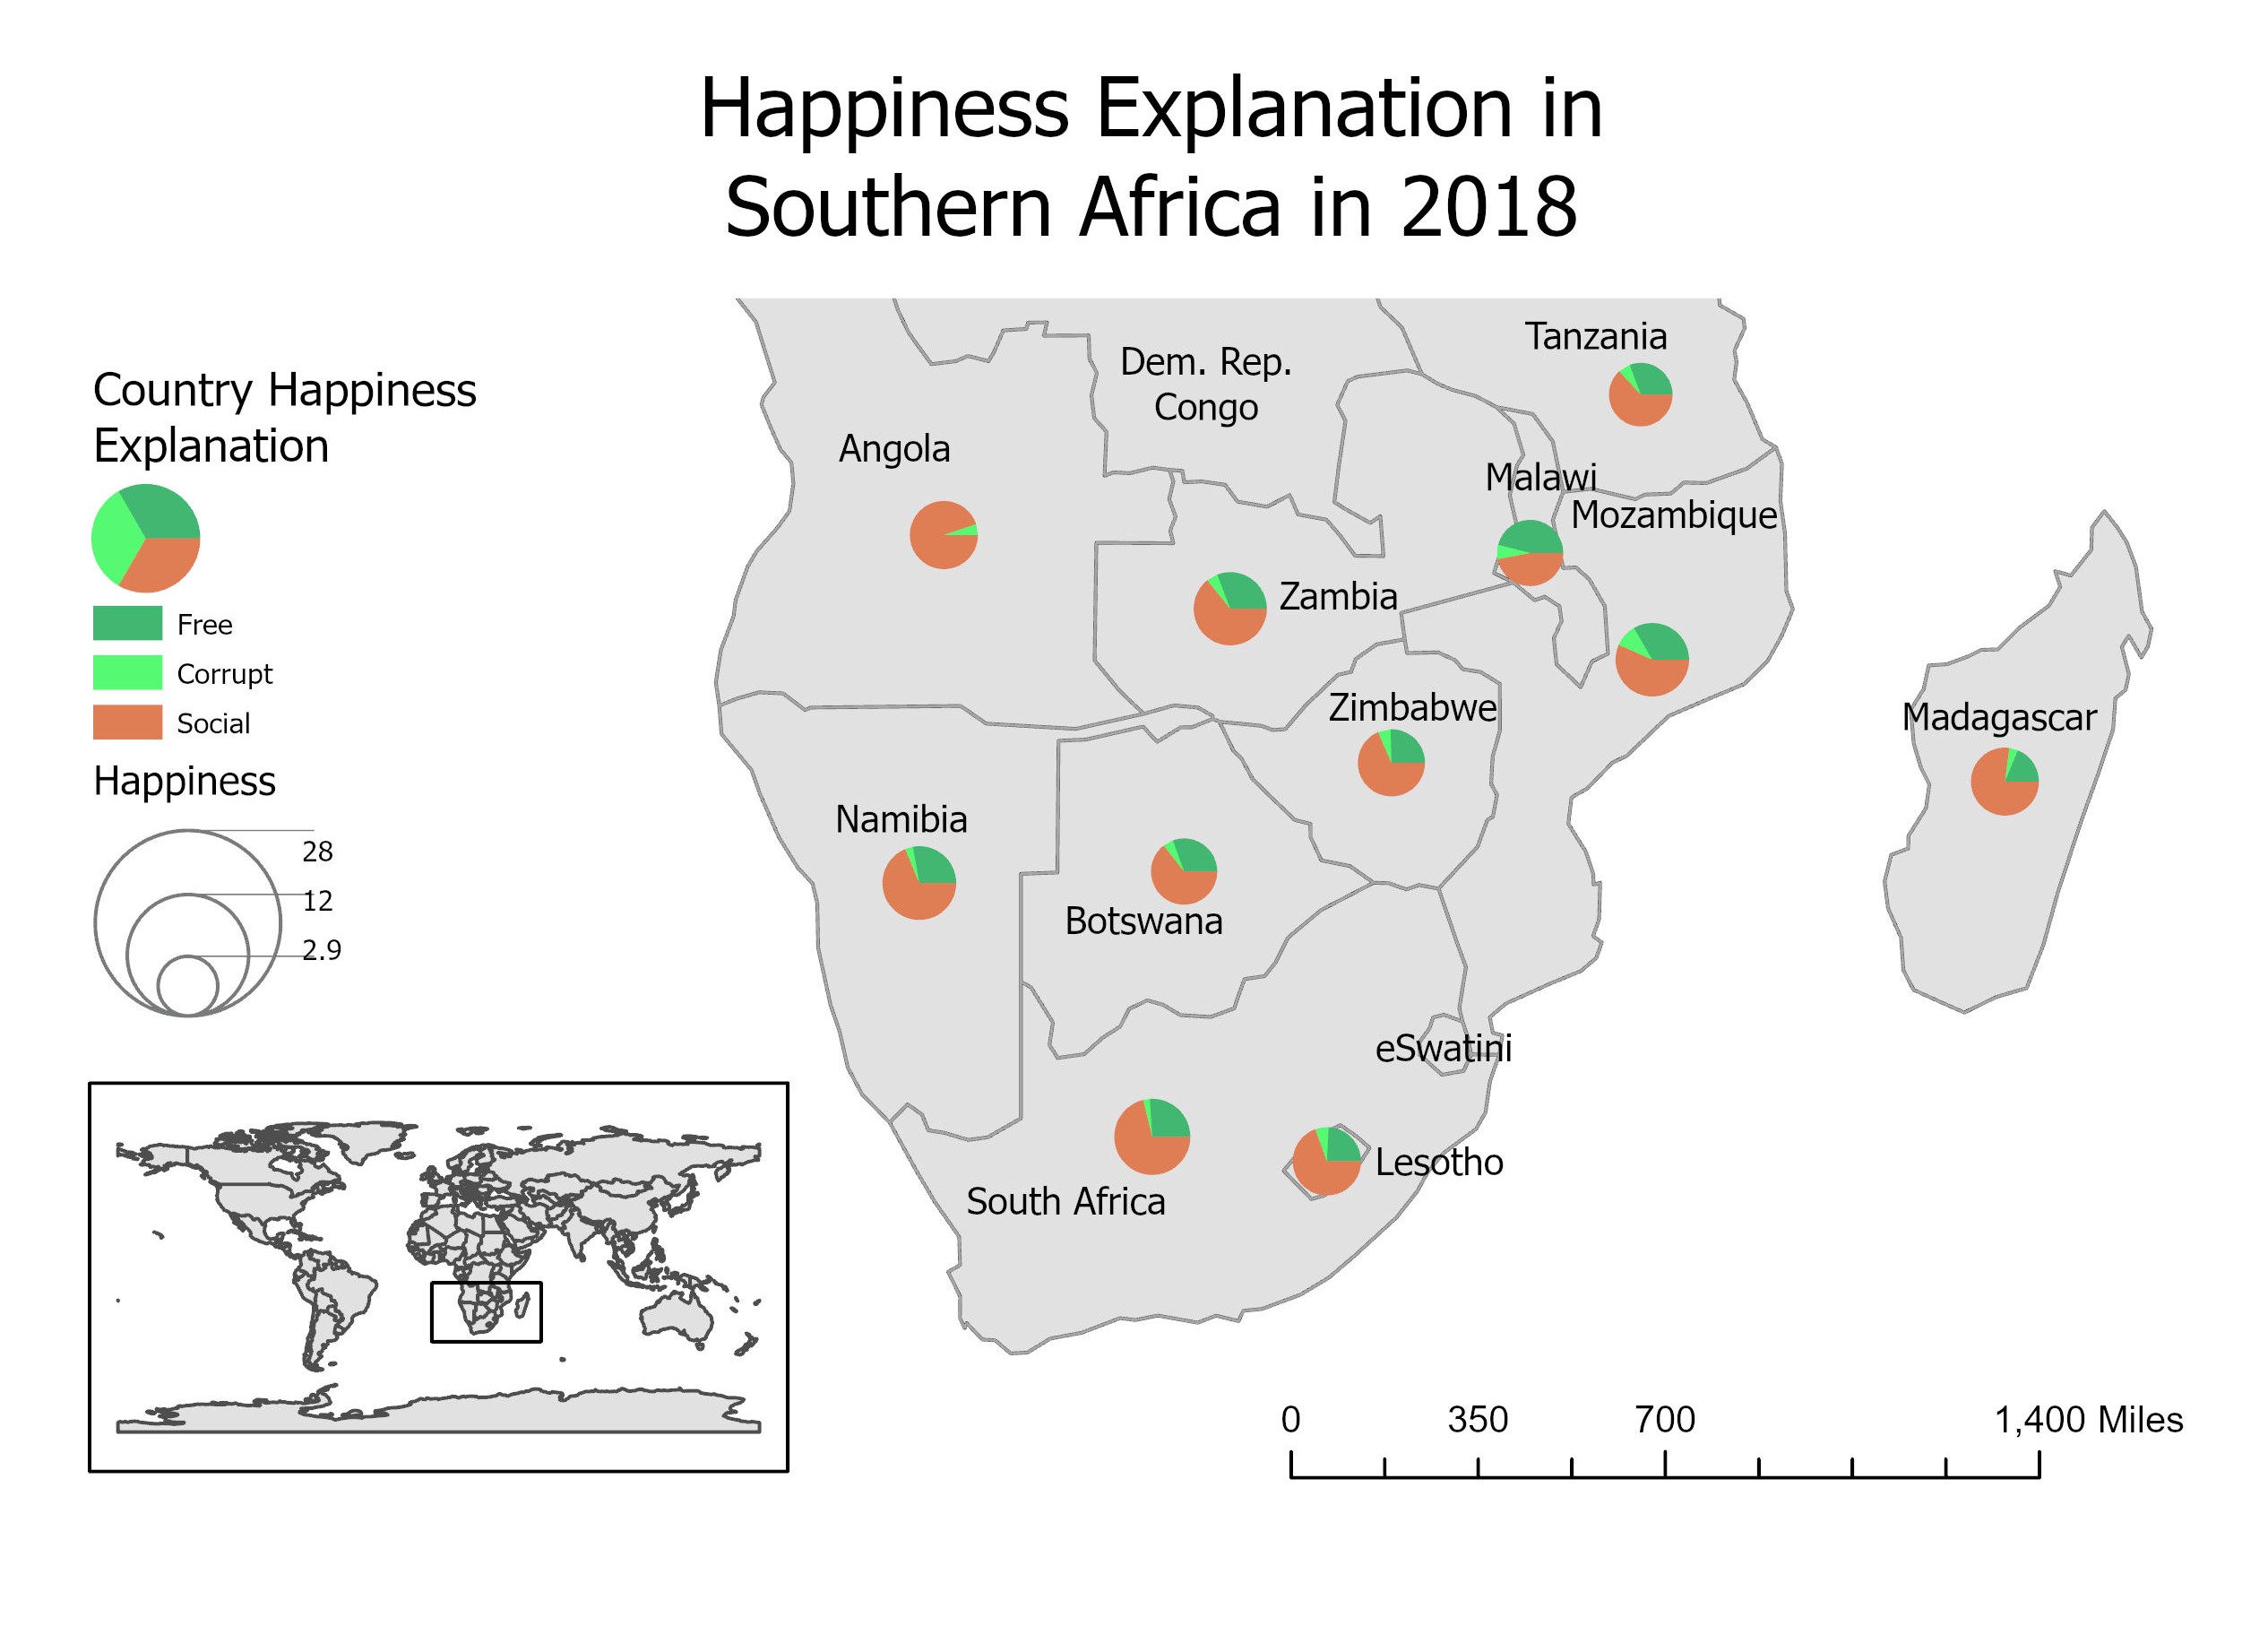 Happiness Explanation in
Southern Africa in 2018
Country Happiness
Explanation
Free
Corrupt
Social
Happiness
28
12
2.9
Tanzania
Dem. Rep.
Congo
Angola
Malawi
Mozambique
Zambia
Zimbabwe
Madagascar
Namibia
Botswana
eSwatini
Lesotho
South Africa
0 350 700 1,400 Miles